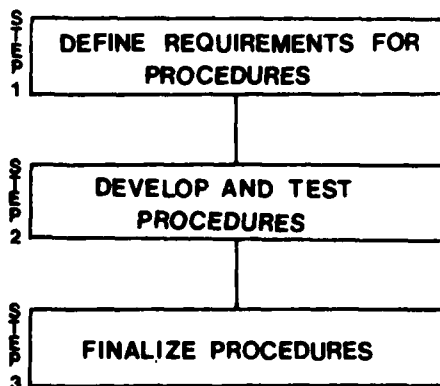 STEP 1
DEFINE REQUIREMENTS FOR
PROCEDURES
STEP 2
DEVELOP AND TEST
PROCEDURES
STEP 3
FINALIZE PROCEDURES